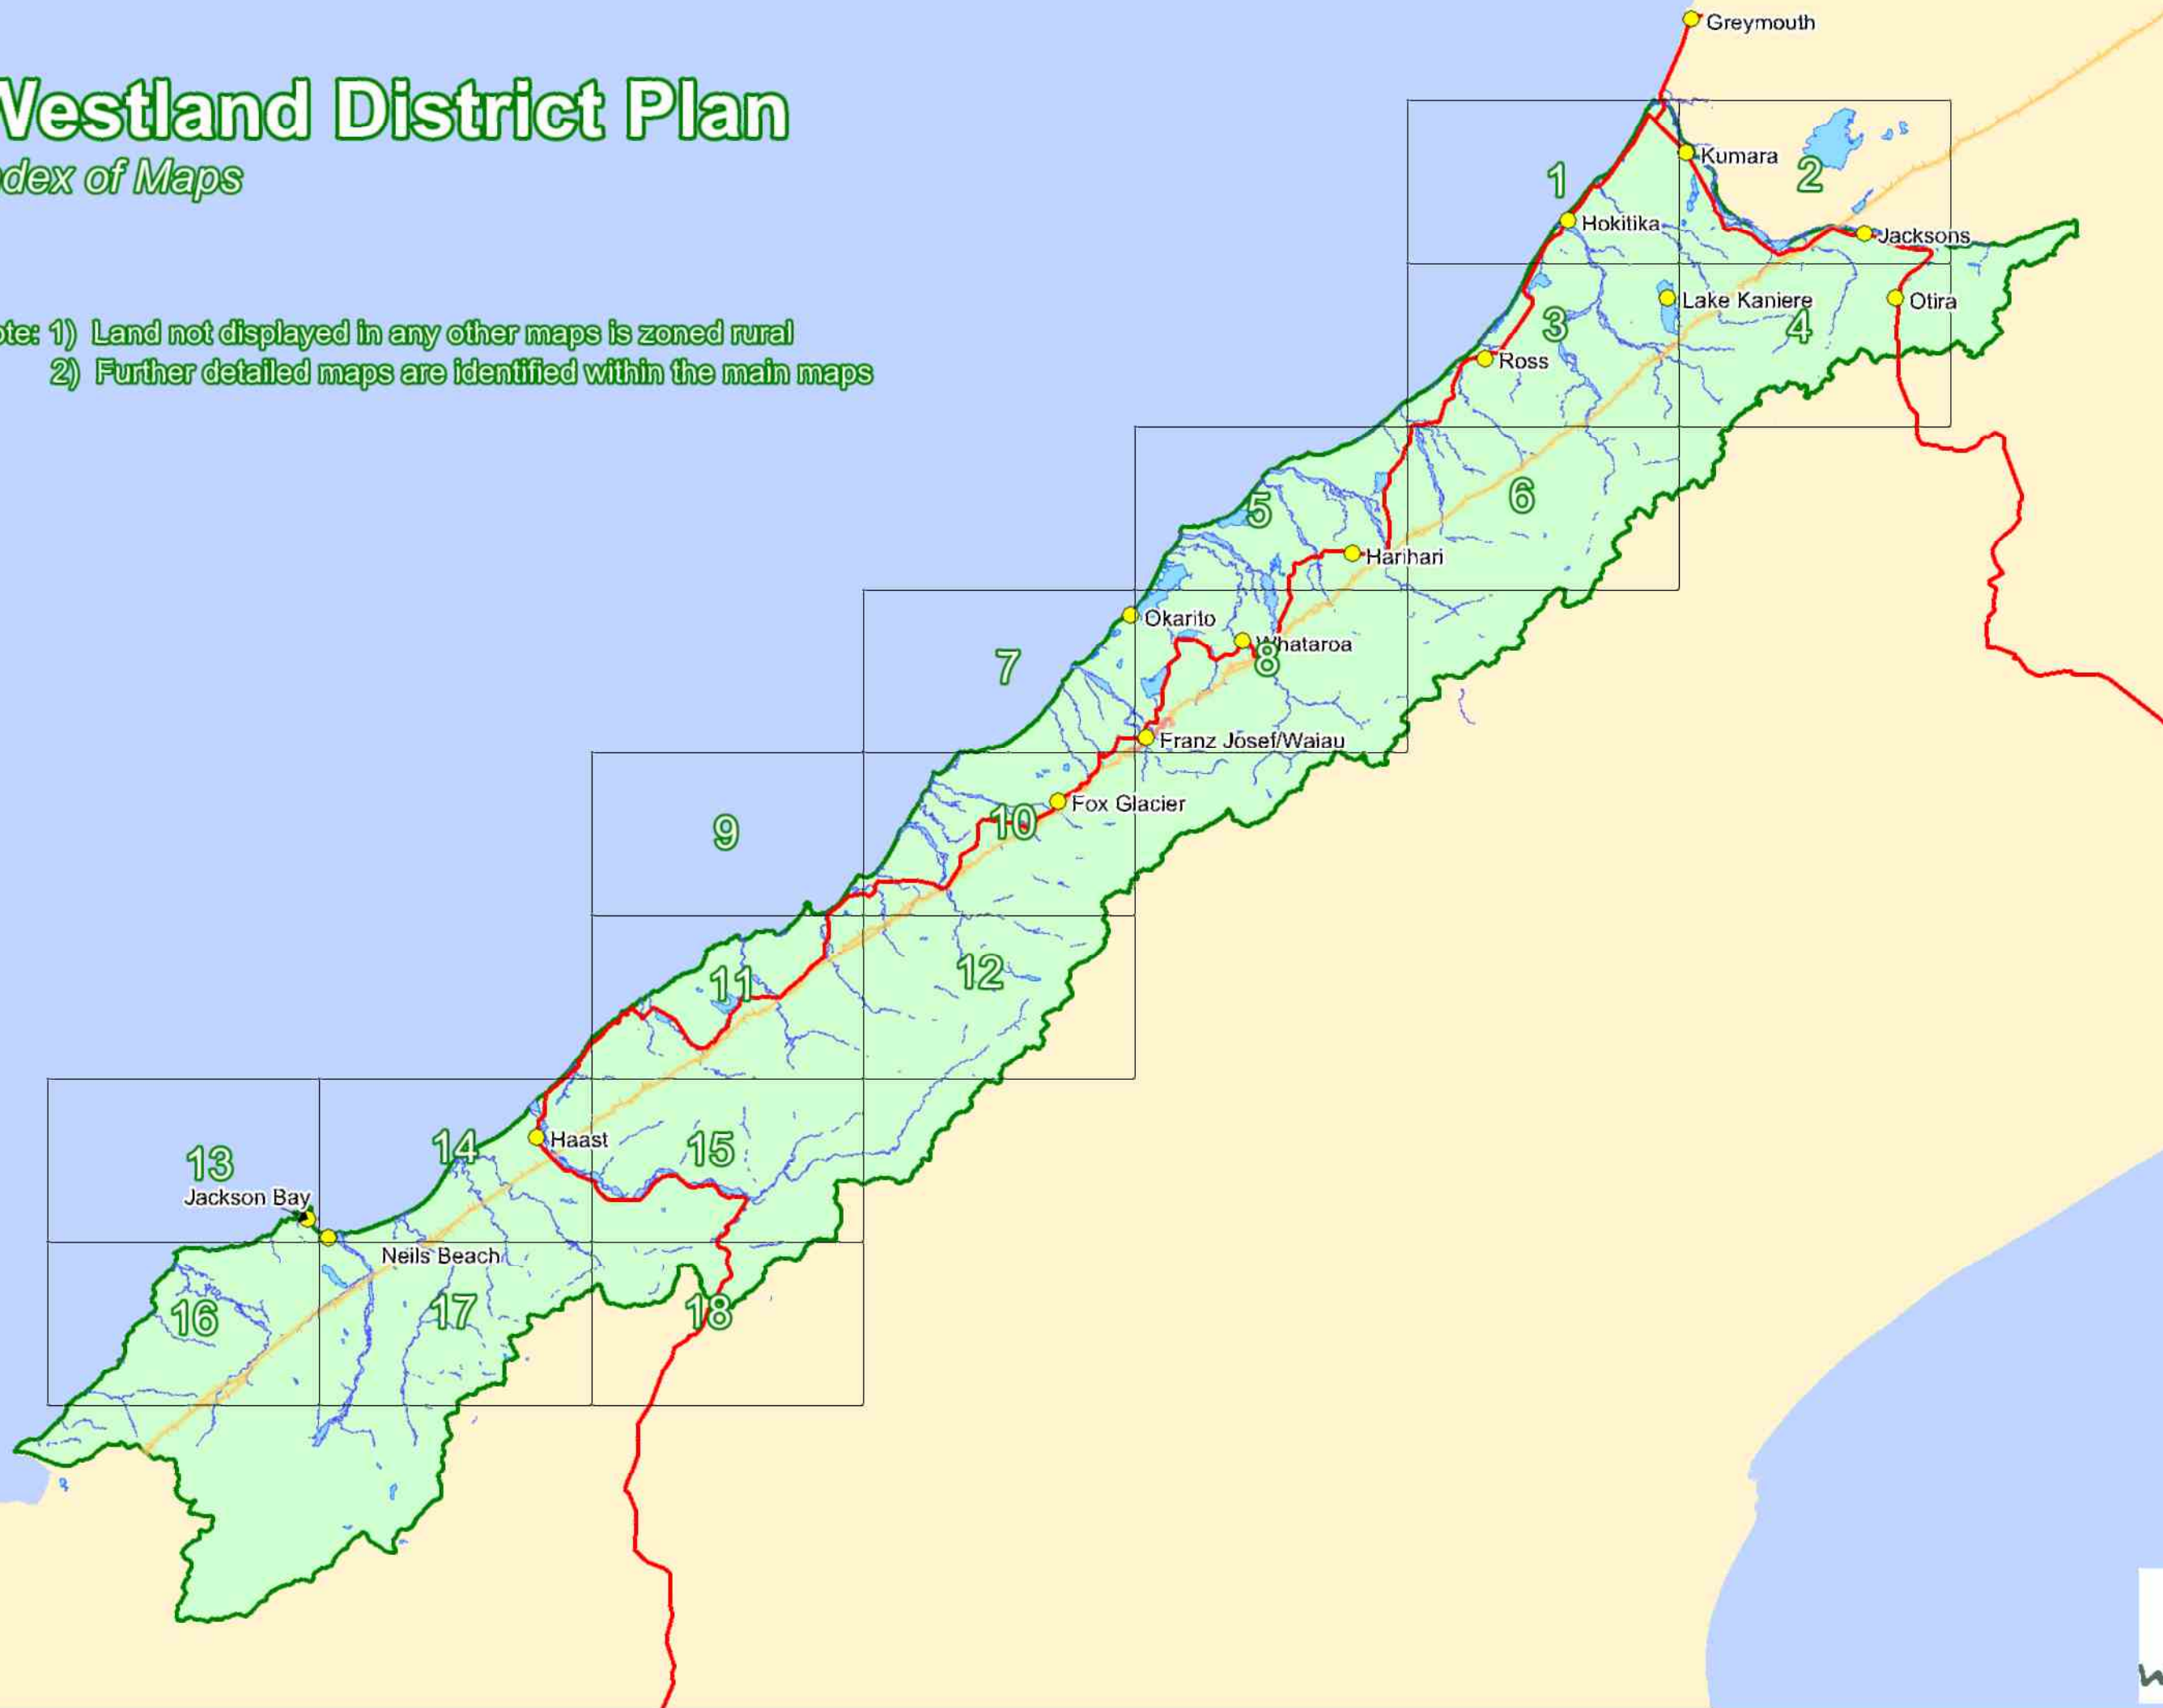 Westland District Plan
ndex of Maps
ote: 1) Land not displayed in any other maps is zoned rural
2) Further detailed maps are identified within the main maps
Greymouth
Kumara
1
2
Hokitika
Jacksons
Lake Kaniere
Otira
3
4
Ross
5
6
Harihari
Okarito
Whataroa
7
8
Franz Josef/Waiau
Fox Glacier
9
10
11
12
Haast
13
14
15
Jackson Bay
Neils Beach
16
17
18